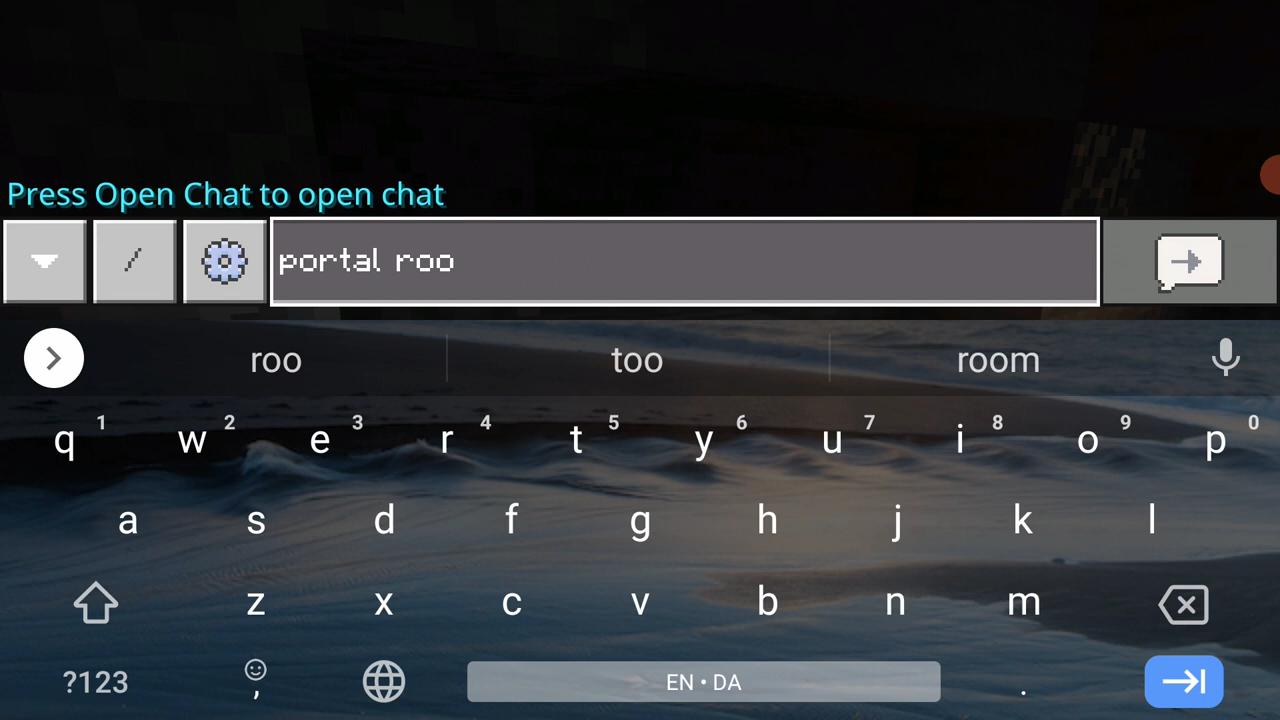 Press Open Chat to open chat
/ portal roo
roo too room
1 2 3 4 5 6 7 8 9 0
q w e r t y u i o p
a s d f g h j k l
z x c v b n m
?123 , EN • DA .